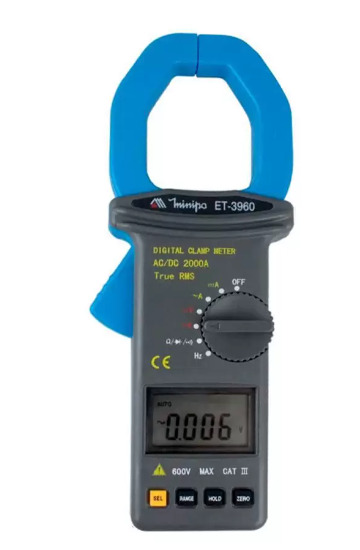 Minipa ET-3960
DIGITAL CLAMP METER
AC/DC 2000A
True RMS
OFF
⎓A
~A
Ω/
Hz
CE
AUTO
~0.006 V
600V MAX CAT III
SEL RANGE HOLD ZERO